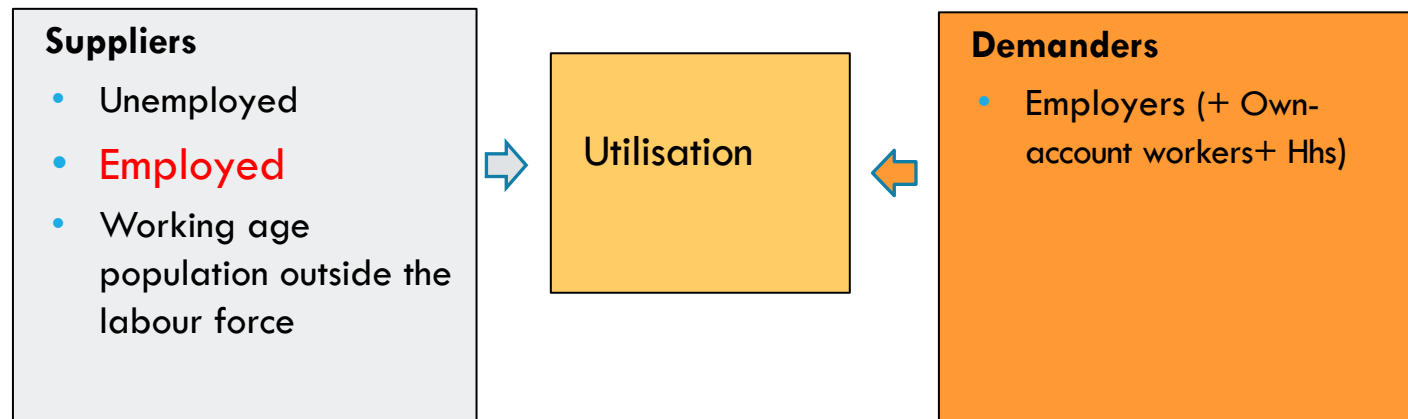 Suppliers
• Unemployed
• Employed
• Working age
population outside the
labour force
Utilisation
Demanders
• Employers (+ Own-
account workers+ Hhs)